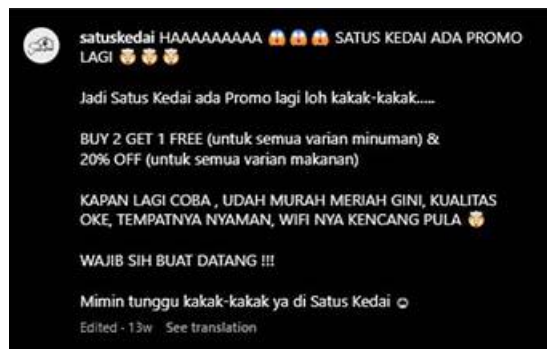 satuskedai HAAAAAAAAA 😱 😱 😱 SATUS KEDAI ADA PROMO
LAGI 🤯 🤯 🤯
Jadi Satus Kedai ada Promo lagi loh kakak-kakak.....
BUY 2 GET 1 FREE (untuk semua varian minuman) &
20% OFF (untuk semua varian makanan)
KAPAN LAGI COBA , UDAH MURAH MERIAH GINI, KUALITAS
OKE, TEMPATNYA NYAMAN, WIFI NYA KENCANG PULA 🤯
WAJIB SIH BUAT DATANG !!!
Mimin tunggu kakak-kakak ya di Satus Kedai ☺
Edited · 13w See translation